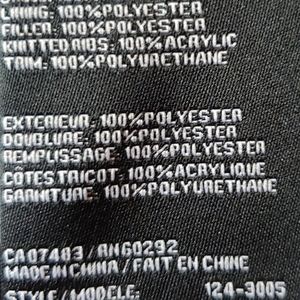 LINING: 100%POLYESTER
FILLER: 100%POLYESTER
KNITTED RIBS: 100%ACRYLIC
TRIM: 100%POLYURETHANE
EXTERIEUR: 100%POLYESTER
DOUBLURE: 100%POLYESTER
REMPLISSAGE: 100%POLYESTER
CÔTES TRICOT: 100%ACRYLIQUE
GARNITURE: 100%POLYURETHANE
CA07483 / RN60292
MADE IN CHINA / FAIT EN CHINE
STYLE / MODELE: 124-3005